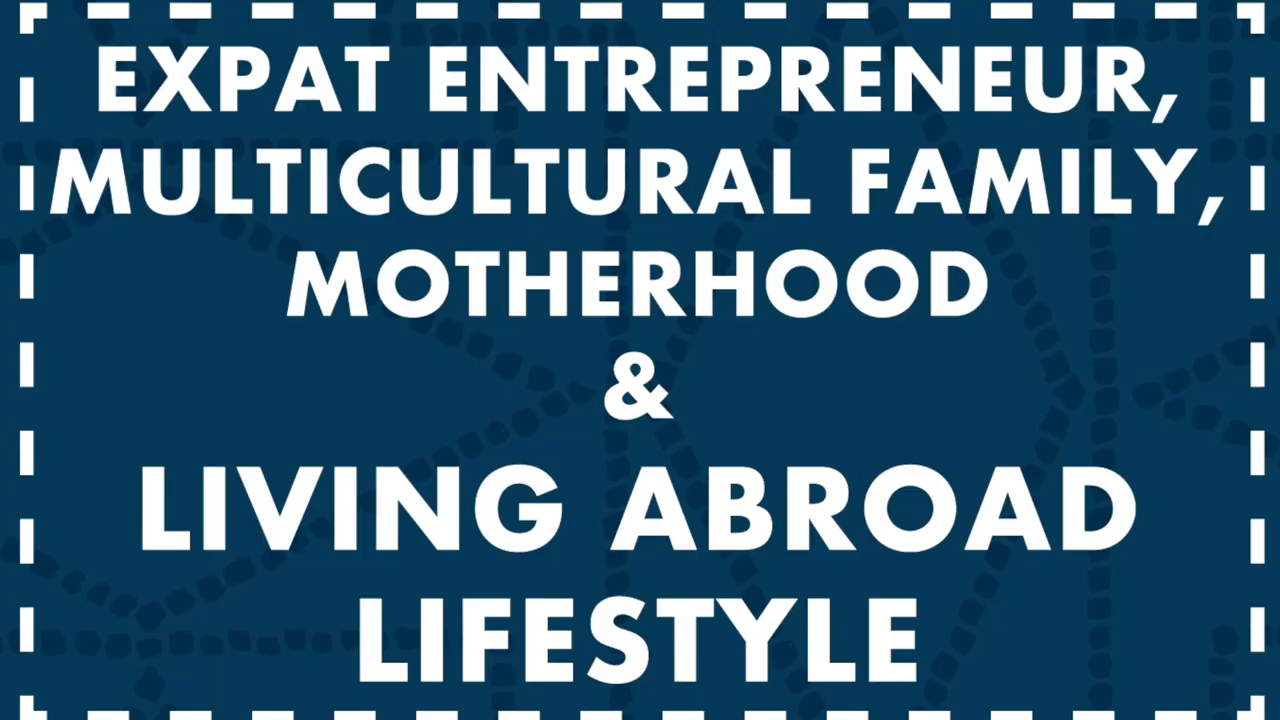 EXPAT ENTREPRENEUR,
MULTICULTURAL FAMILY,
MOTHERHOOD
&
LIVING ABROAD
LIFESTYLE